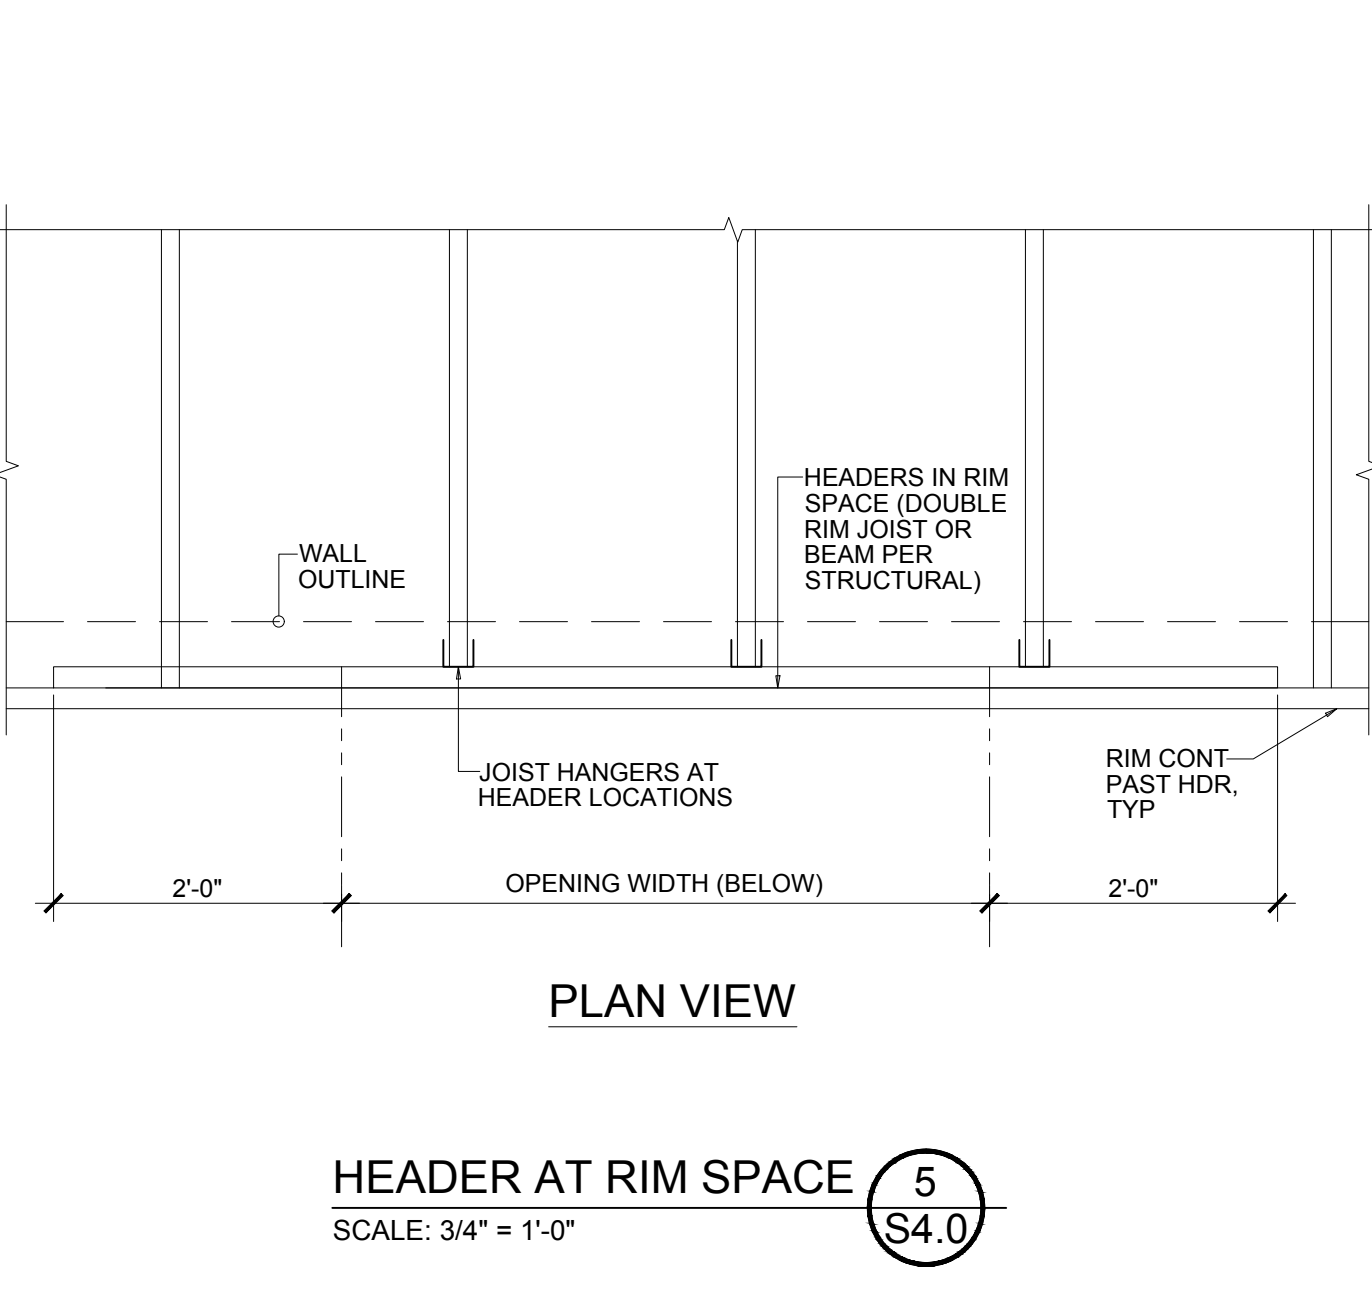 HEADERS IN RIM
SPACE (DOUBLE
RIM JOIST OR
BEAM PER
STRUCTURAL)
WALL
OUTLINE
JOIST HANGERS AT
HEADER LOCATIONS
RIM CONT
PAST HDR,
TYP
2'-0"
OPENING WIDTH (BELOW)
2'-0"
PLAN VIEW
HEADER AT RIM SPACE
SCALE: 3/4" = 1'-0"
5
S4.0